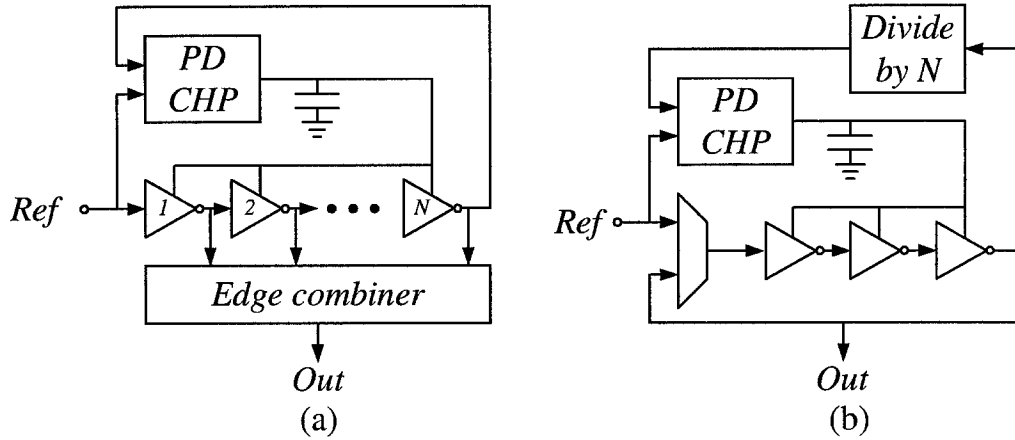 PD
CHP
Ref
1
2
N
Edge combiner
Out
(a)
Divide
by N
PD
CHP
Ref
Out
(b)